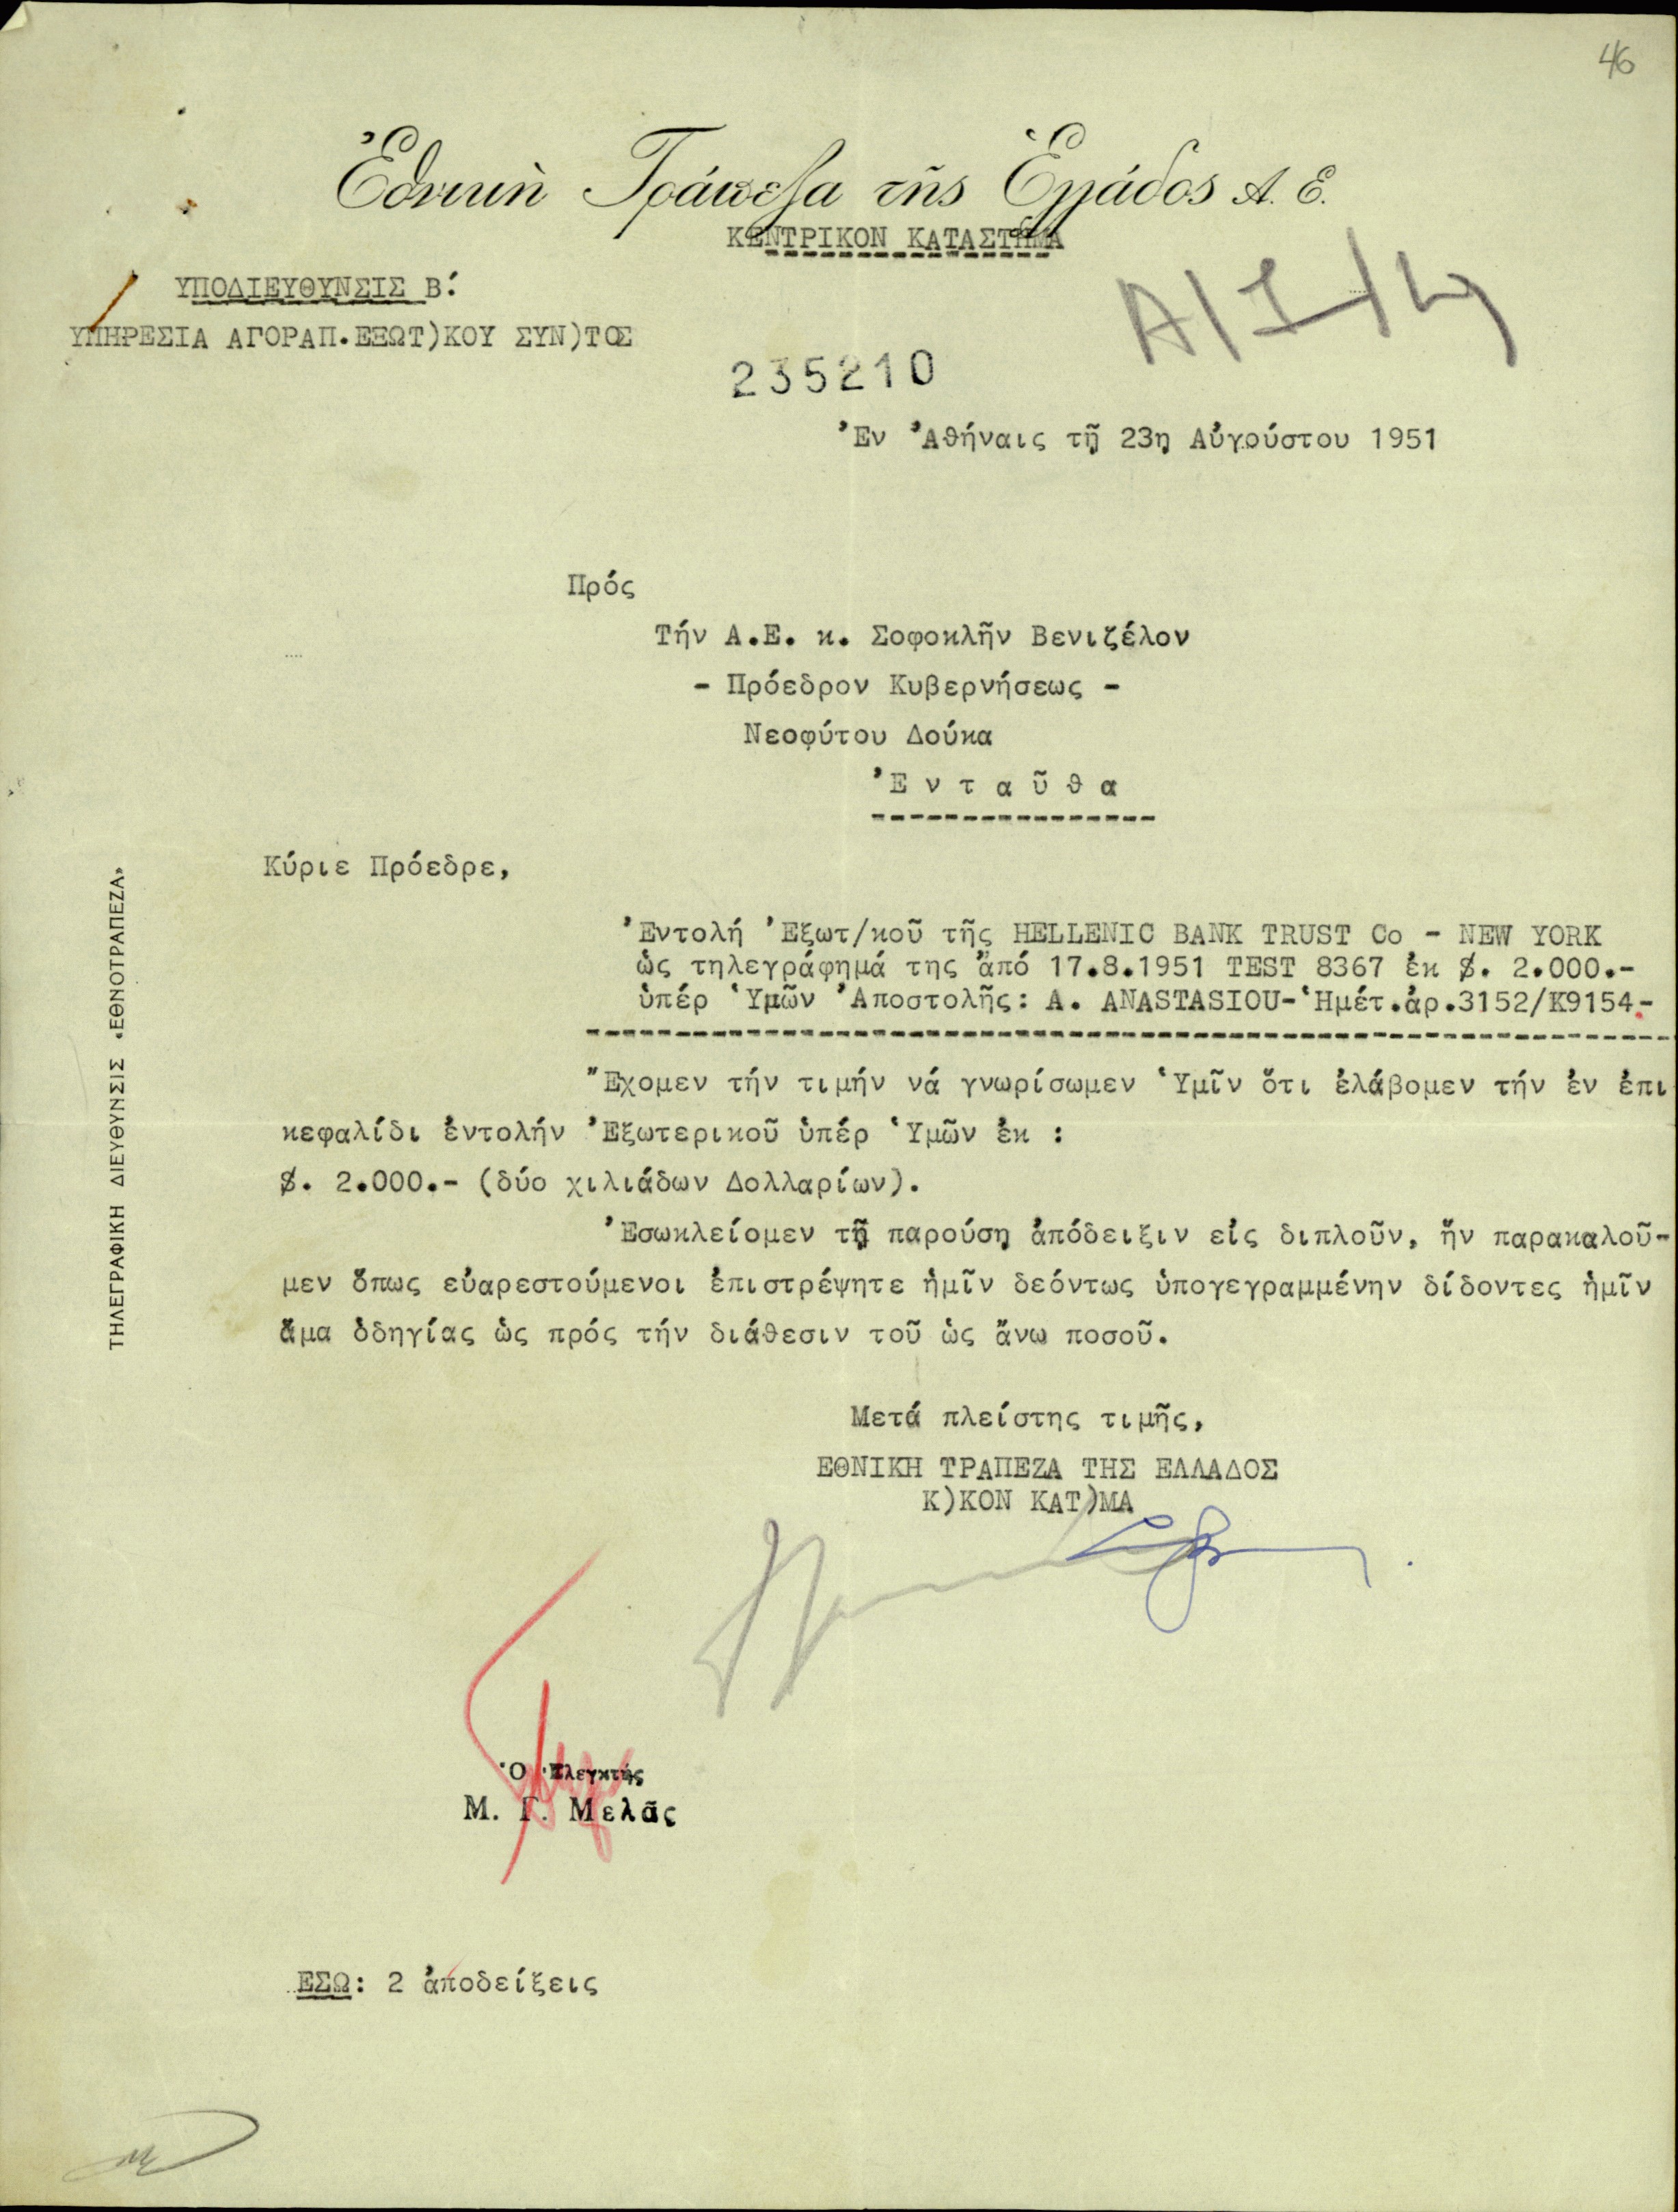 46
Ἐθνικὴ Τράπεζα τῆς Ἑλλάδος Α. Ε.
ΚΕΝΤΡΙΚΟΝ ΚΑΤΑΣΤΗΜΑ
Α/Ι/4
ΥΠΟΔΙΕΥΘΥΝΣΙΣ Β΄.
ΥΠΗΡΕΣΙΑ ΑΓΟΡΑΠ.ΕΞΩΤ)ΚΟΥ ΣΥΝ)ΤΟΣ
235210
Ἐν Ἀθήναις τῇ 23ῃ Αὐγούστου 1951
Πρός
Τήν Α.Ε. κ. Σοφοκλῆν Βενιζέλον
- Πρόεδρον Κυβερνήσεως -
Νεοφύτου Δούκα
Ἐ ν τ α ῦ θ α
Κύριε Πρόεδρε,
Ἐντολή Ἐξωτ/κοῦ τῆς HELLENIC BANK TRUST Co - NEW YORK
ὡς τηλεγράφημά της ἀπό 17.8.1951 TEST 8367 ἐκ $. 2.000.-
ὑπέρ Ὑμῶν Ἀποστολῆς: A. ANASTASIOU-Ἡμέτ.ἀρ.3152/K9154.-
Ἔχομεν τήν τιμήν νά γνωρίσωμεν Ὑμῖν ὅτι ἐλάβομεν τήν ἐν ἐπι
κεφαλίδι ἐντολήν Ἐξωτερικοῦ ὑπέρ Ὑμῶν ἐκ :
$. 2.000.- (δύο χιλιάδων Δολλαρίων).
Ἐσωκλείομεν τῇ παρούσῃ ἀπόδειξιν εἰς διπλοῦν, ἥν παρακαλοῦ-
μεν ὅπως εὐαρεστούμενοι ἐπιστρέψητε ἡμῖν δεόντως ὑπογεγραμμένην δίδοντες ἡμῖν
ἅμα ὁδηγίας ὡς πρός τήν διάθεσιν τοῦ ὡς ἄνω ποσοῦ.
Μετά πλείστης τιμῆς,
ΕΘΝΙΚΗ ΤΡΑΠΕΖΑ ΤΗΣ ΕΛΛΑΔΟΣ
Κ)ΚΟΝ ΚΑΤ)ΜΑ
Ὁ Ἐλεγκτής
Μ. Γ. Μελᾶς
ΕΣΩ: 2 ἀποδείξεις
ΤΗΛΕΓΡΑΦΙΚΗ ΔΙΕΥΘΥΝΣΙΣ «ΕΘΝΟΤΡΑΠΕΖΑ»